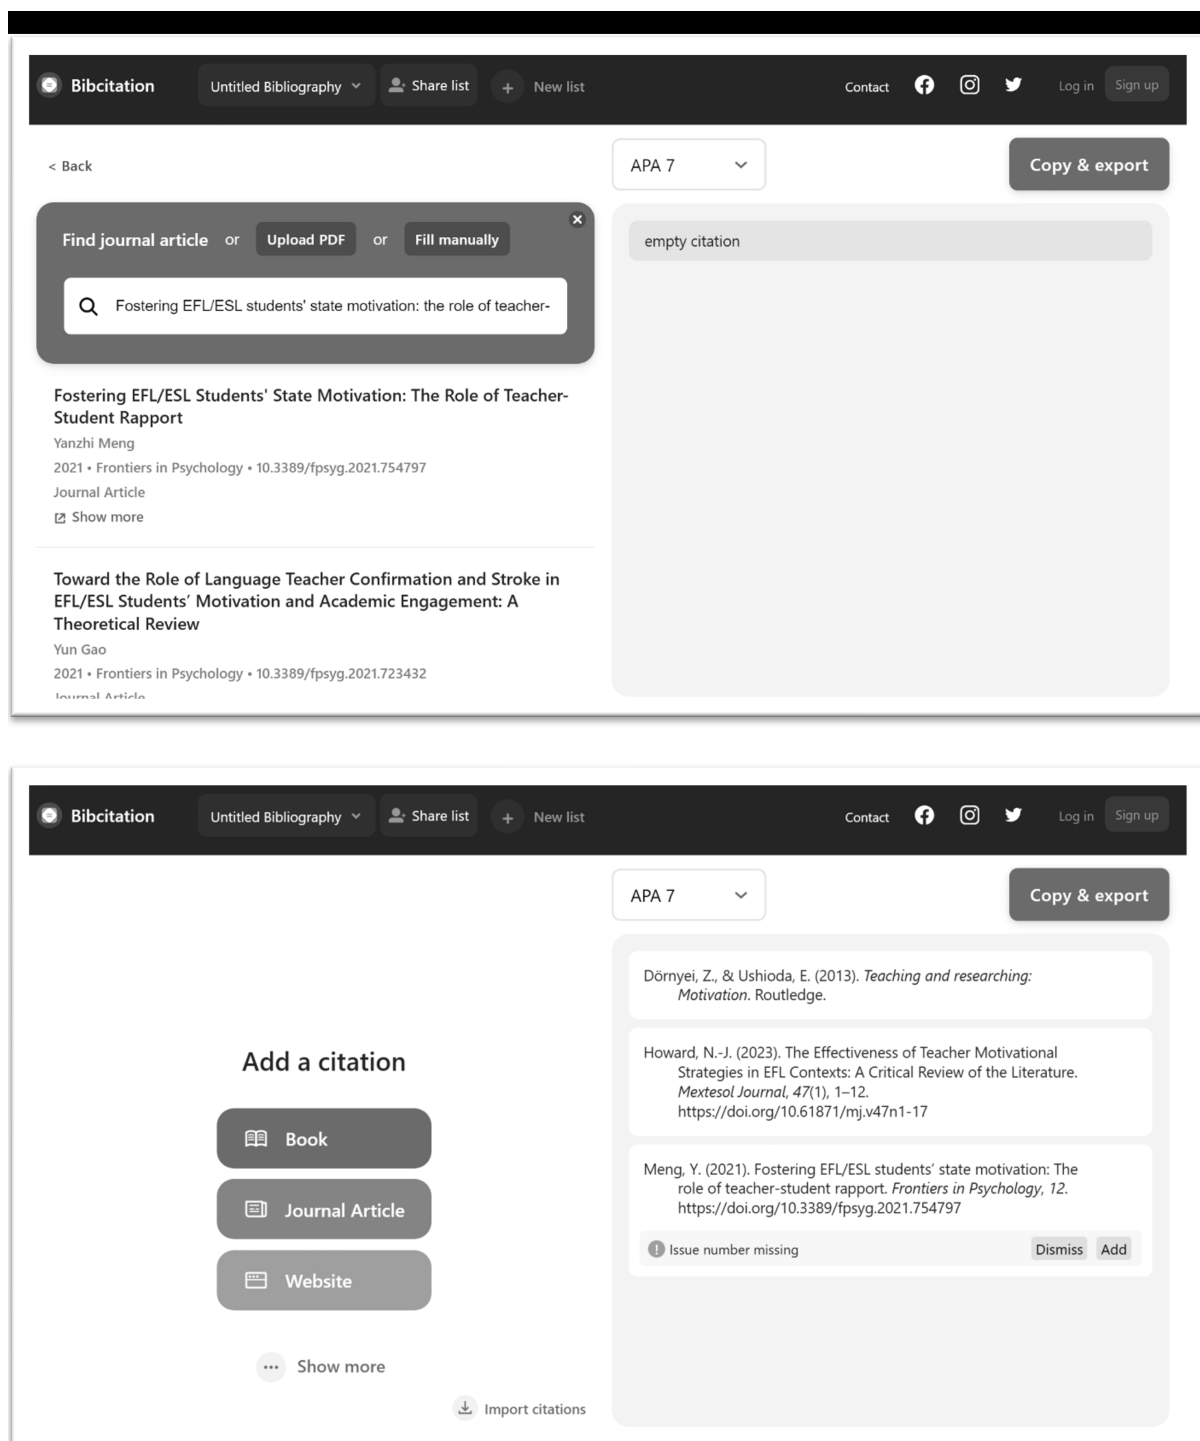 Bibcitation Untitled Bibliography Share list + New list Contact Log in Sign up
< Back
APA 7
Copy & export
Find journal article or Upload PDF or Fill manually
Fostering EFL/ESL students' state motivation: the role of teacher-
empty citation
Fostering EFL/ESL Students' State Motivation: The Role of Teacher-
Student Rapport
Yanzhi Meng
2021 • Frontiers in Psychology • 10.3389/fpsyg.2021.754797
Journal Article
Show more
Toward the Role of Language Teacher Confirmation and Stroke in
EFL/ESL Students’ Motivation and Academic Engagement: A
Theoretical Review
Yun Gao
2021 • Frontiers in Psychology • 10.3389/fpsyg.2021.723432
Journal Article
Bibcitation Untitled Bibliography Share list + New list Contact Log in Sign up
APA 7
Copy & export
Add a citation
Book
Journal Article
Website
Show more
Import citations
Dörnyei, Z., & Ushioda, E. (2013). Teaching and researching:
Motivation. Routledge.
Howard, N.-J. (2023). The Effectiveness of Teacher Motivational
Strategies in EFL Contexts: A Critical Review of the Literature.
Mextesol Journal, 47(1), 1–12.
https://doi.org/10.61871/mj.v47n1-17
Meng, Y. (2021). Fostering EFL/ESL students’ state motivation: The
role of teacher-student rapport. Frontiers in Psychology, 12.
https://doi.org/10.3389/fpsyg.2021.754797
Issue number missing Dismiss Add